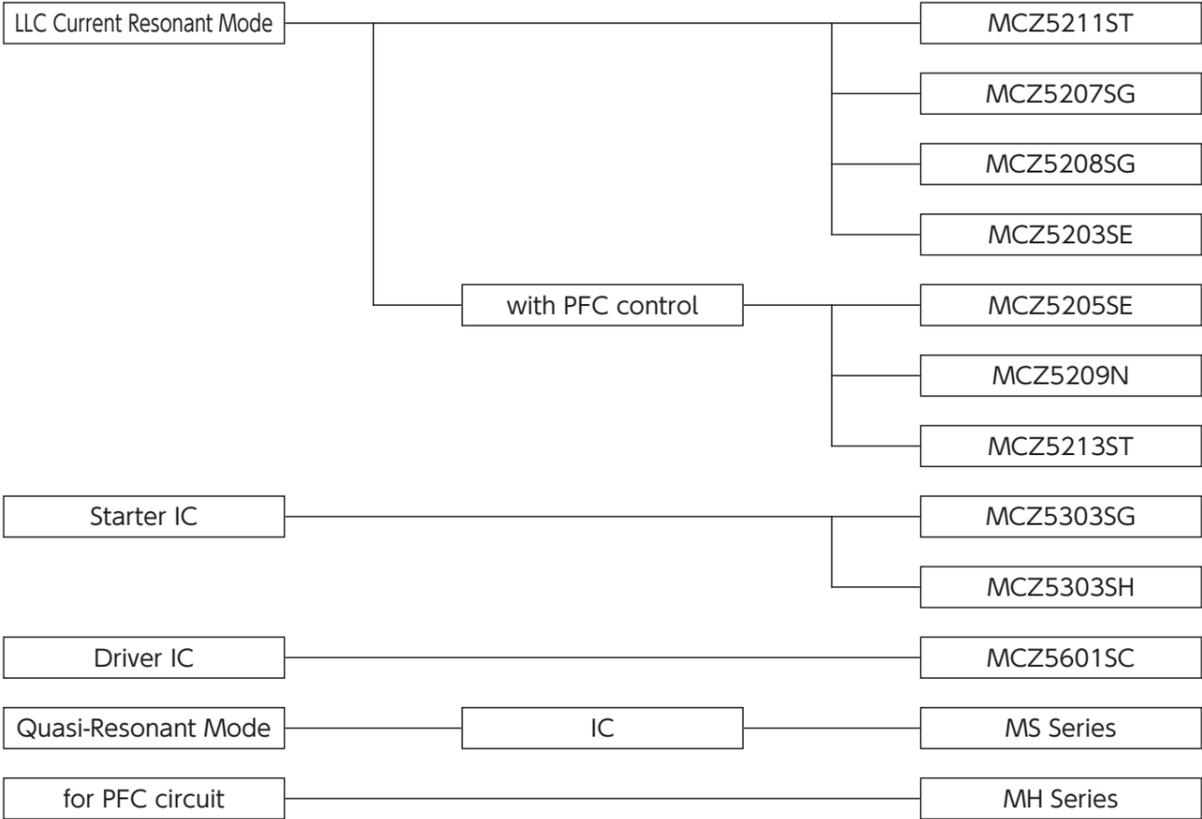 LLC Current Resonant Mode
MCZ5211ST
MCZ5207SG
MCZ5208SG
MCZ5203SE
with PFC control
MCZ5205SE
MCZ5209N
MCZ5213ST
Starter IC
MCZ5303SG
MCZ5303SH
Driver IC
MCZ5601SC
Quasi-Resonant Mode
IC
MS Series
for PFC circuit
MH Series